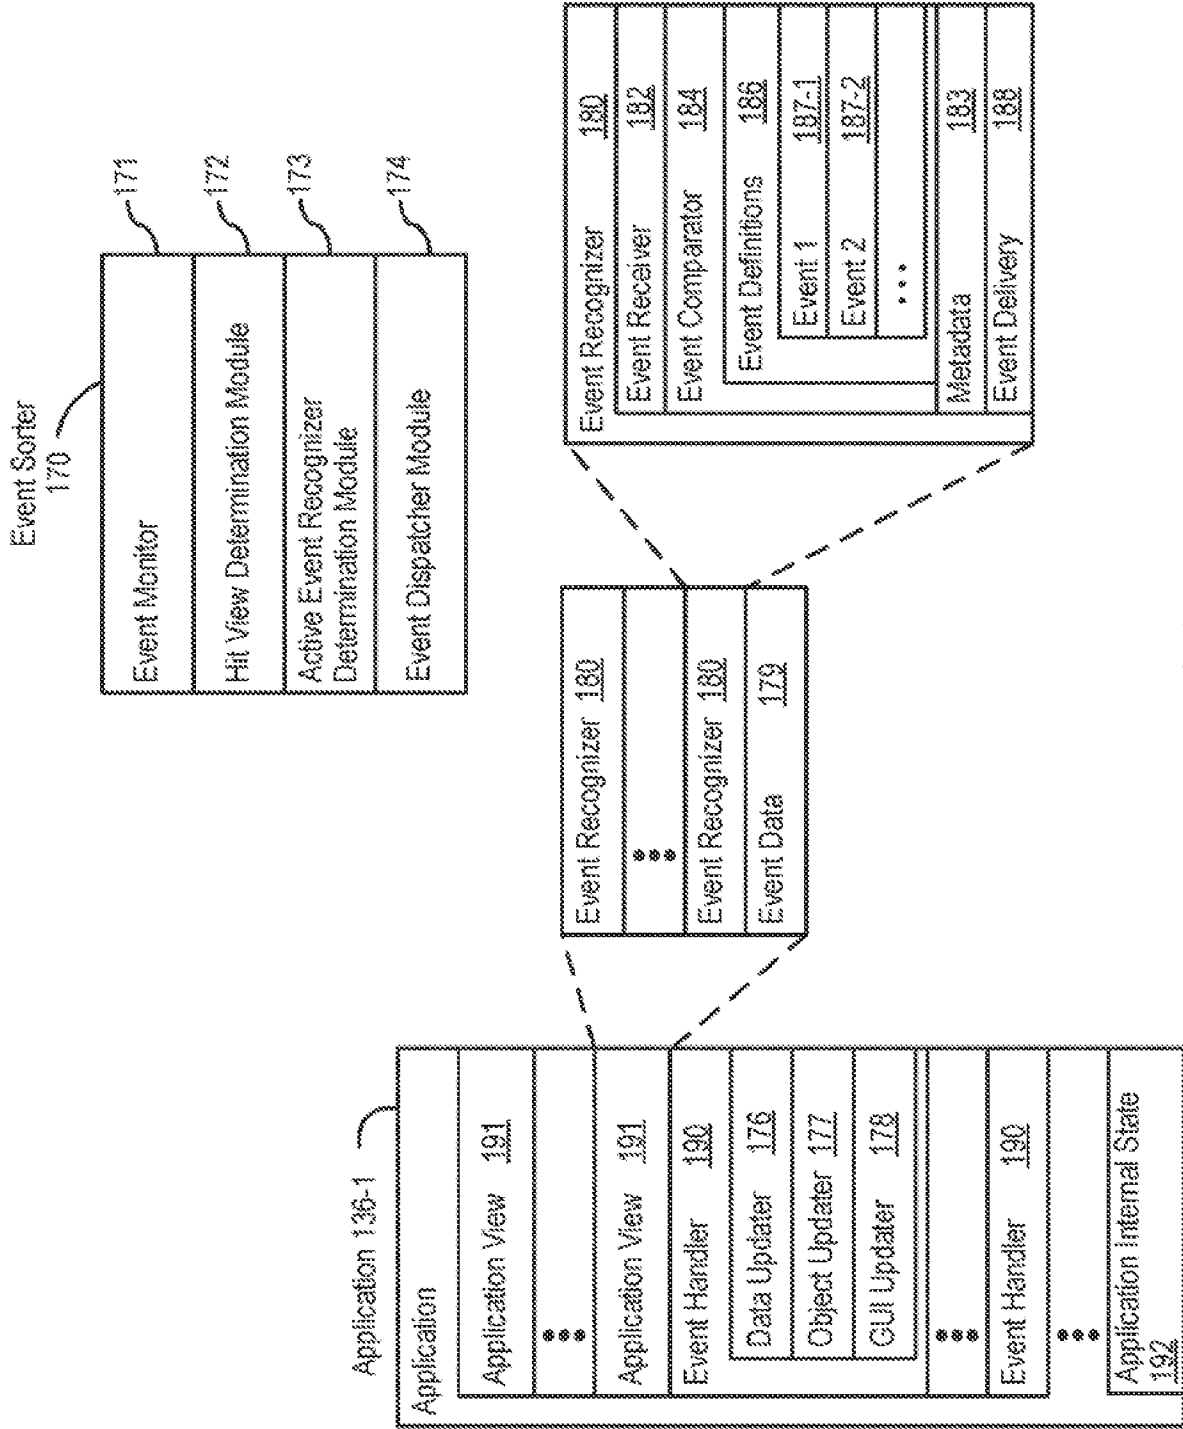 Event Sorter
170
Event Monitor
171
Hit View Determination Module
172
Active Event Recognizer
Determination Module
173
Event Dispatcher Module
174
Application 136-1
Application
Application View 191
•••
Application View 191
Event Handler 190
Data Updater 176
Object Updater 177
GUI Updater 178
•••
Event Handler 190
•••
Application Internal State
192
Event Recognizer 180
•••
Event Recognizer 180
Event Data 179
Event Recognizer 180
Event Receiver 182
Event Comparator 184
Event Definitions 186
Event 1 187-1
Event 2 187-2
•••
Metadata 183
Event Delivery 188